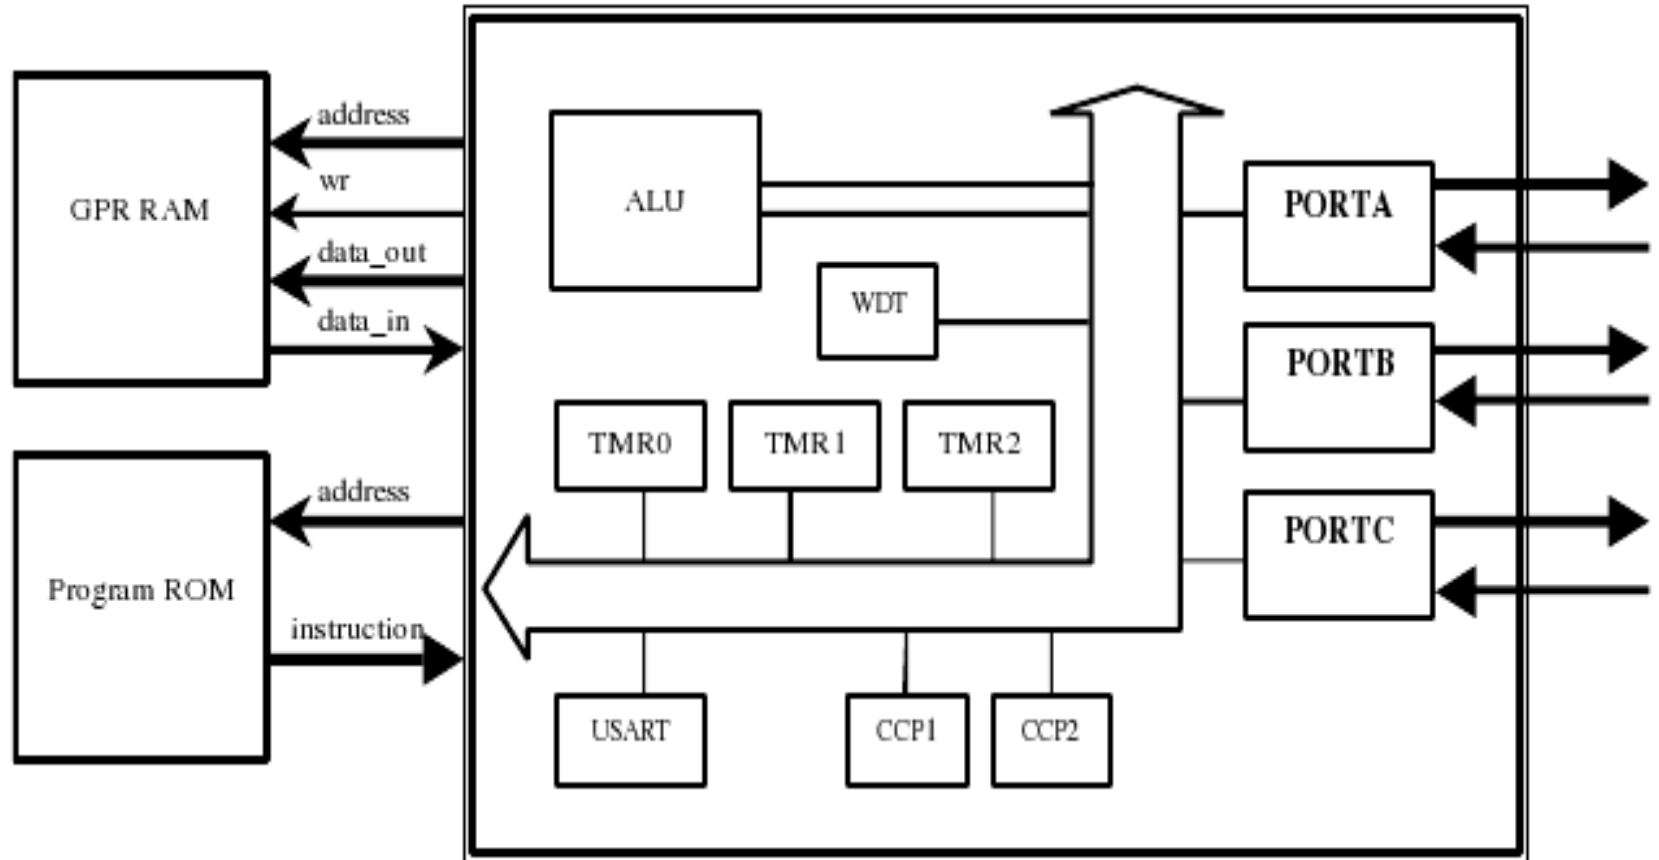 address
wr
GPR RAM
data_out
data_in
address
Program ROM
instruction
ALU
WDT
TMR0
TMR1
TMR2
USART
CCP1
CCP2
PORTA
PORTB
PORTC